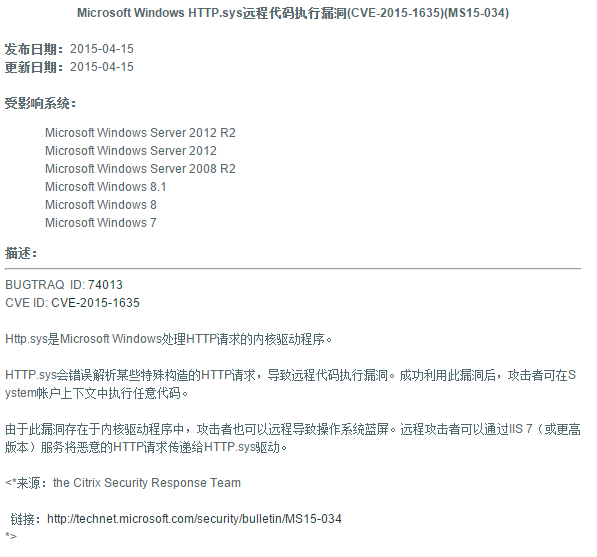 Microsoft Windows HTTP.sys远程代码执行漏洞(CVE-2015-1635)(MS15-034)
发布日期：2015-04-15
更新日期：2015-04-15
受影响系统：
Microsoft Windows Server 2012 R2
Microsoft Windows Server 2012
Microsoft Windows Server 2008 R2
Microsoft Windows 8.1
Microsoft Windows 8
Microsoft Windows 7
描述：
BUGTRAQ ID: 74013
CVE ID: CVE-2015-1635
Http.sys是Microsoft Windows处理HTTP请求的内核驱动程序。
HTTP.sys会错误解析某些特殊构造的HTTP请求，导致远程代码执行漏洞。成功利用此漏洞后，攻击者可在S
ystem帐户上下文中执行任意代码。
由于此漏洞存在于内核驱动程序中，攻击者也可以远程导致操作系统蓝屏。远程攻击者可以通过IIS 7（或更高
版本）服务将恶意的HTTP请求传递给HTTP.sys驱动。
<*来源：the Citrix Security Response Team
链接：http://technet.microsoft.com/security/bulletin/MS15-034
*>